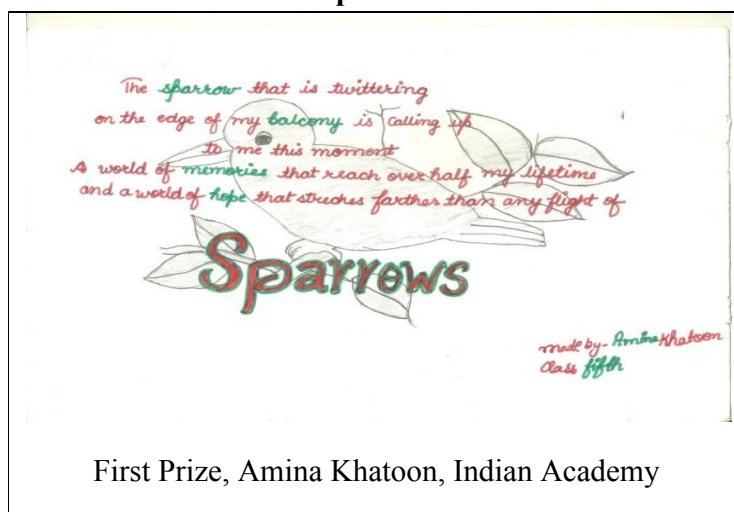 The sparrow that is twittering
on the edge of my balcony is calling up
to me this moment
A world of memories that reach over half my lifetime
and a world of hope that streches farther than any flight of
Sparrows
made by- Amina Khatoon
Class fifth
First Prize, Amina Khatoon, Indian Academy